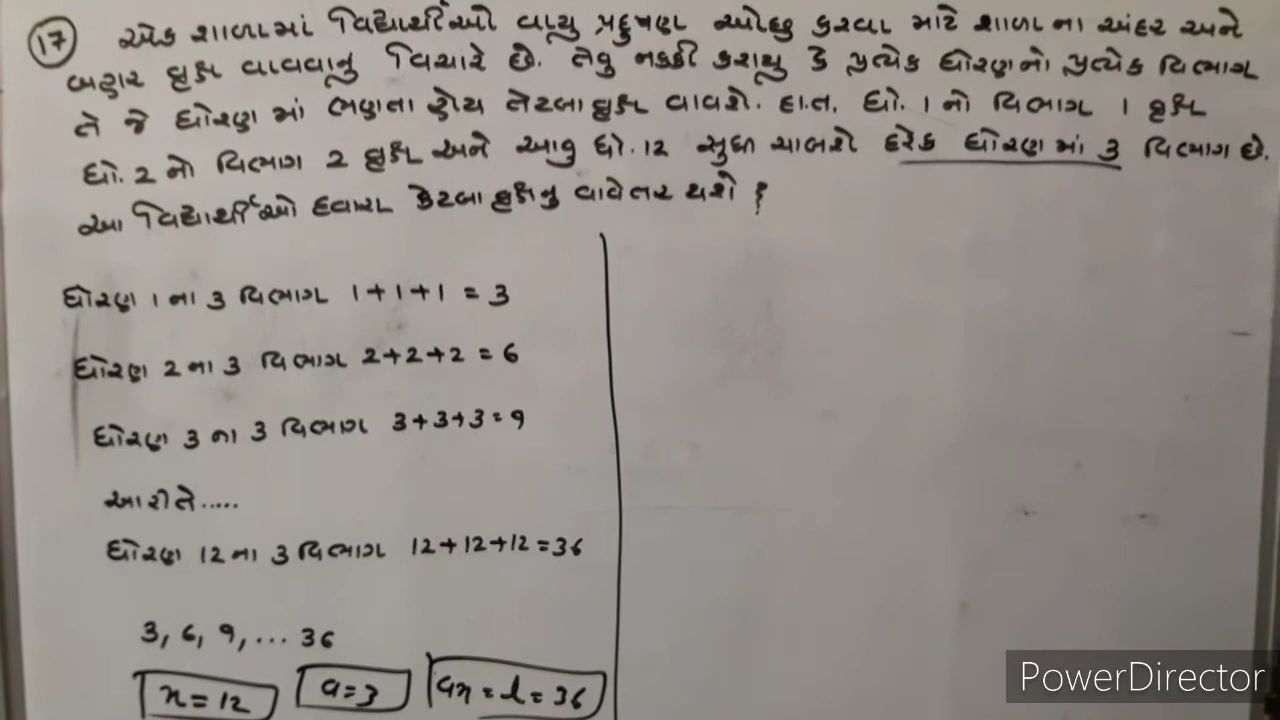 (17) એક શાળામાં વિદ્યાર્થીઓ વાયુ પ્રદુષણ ઓછુ કરવા માટે શાળા ના અંદર અને
બહાર વૃક્ષ વાવવાનુ વિચારે છે. તેવુ નક્કી કરાયુ કે પ્રત્યેક ધોરણનો પ્રત્યેક વિભાગ
તે જે ધોરણ માં ભણતા હોય તેટલા વૃક્ષ વાવશે. દા.ત. ધો. 1 નો વિભાગ 1 વૃક્ષ
ધો. 2 નો વિભાગ 2 વૃક્ષ અને આવુ ધો. 12 સુધી ચાલશે દરેક ધોરણ માં 3 વિભાગ છે.
આ વિદ્યાર્થીઓ દ્વારા કેટલા વૃક્ષનુ વાવેતર થશે ?
ધોરણ 1 ના 3 વિભાગ 1+1+1 = 3
ધોરણ 2 ના 3 વિભાગ 2+2+2 = 6
ધોરણ 3 ના 3 વિભાગ 3+3+3 = 9
આ રીતે.....
ધોરણ 12 ના 3 વિભાગ 12+12+12 = 36
3, 6, 9, ... 36
n = 12 a = 3 an = l = 36
PowerDirector